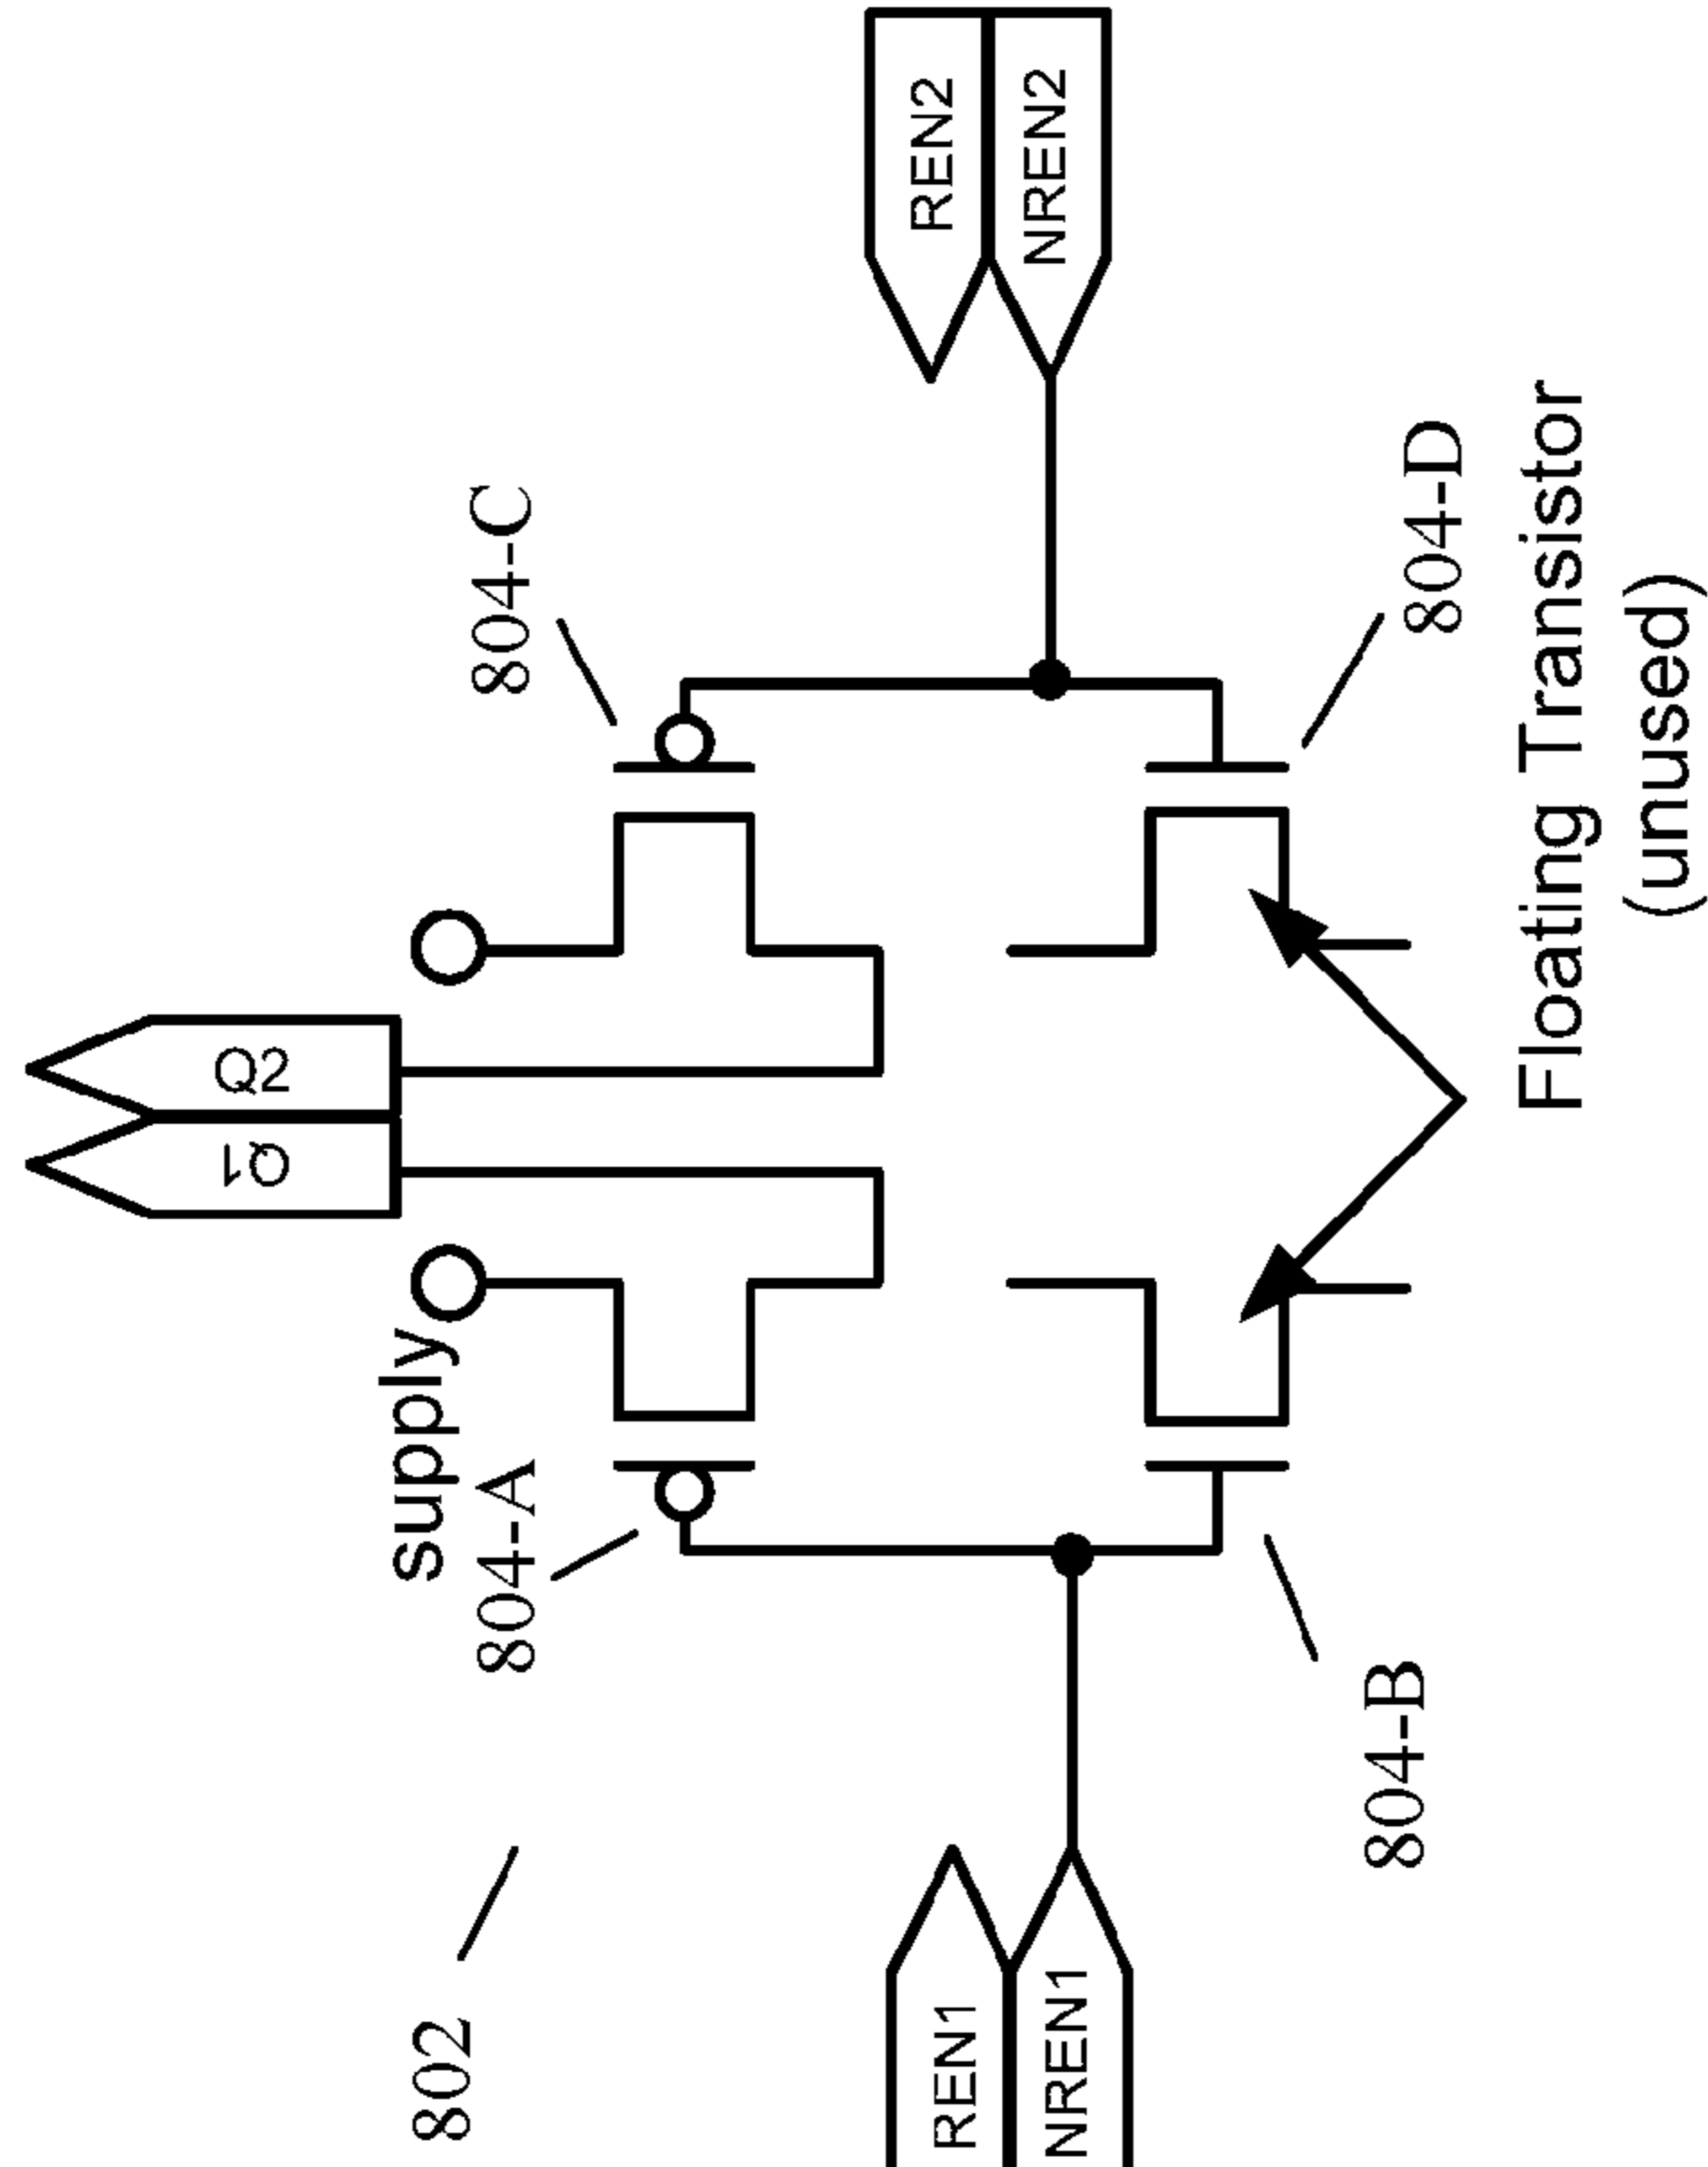 802
REN1
NREN1
804-A
804-B
supply
Q1
Q2
804-C
804-D
REN2
NREN2
Floating Transistor
(unused)